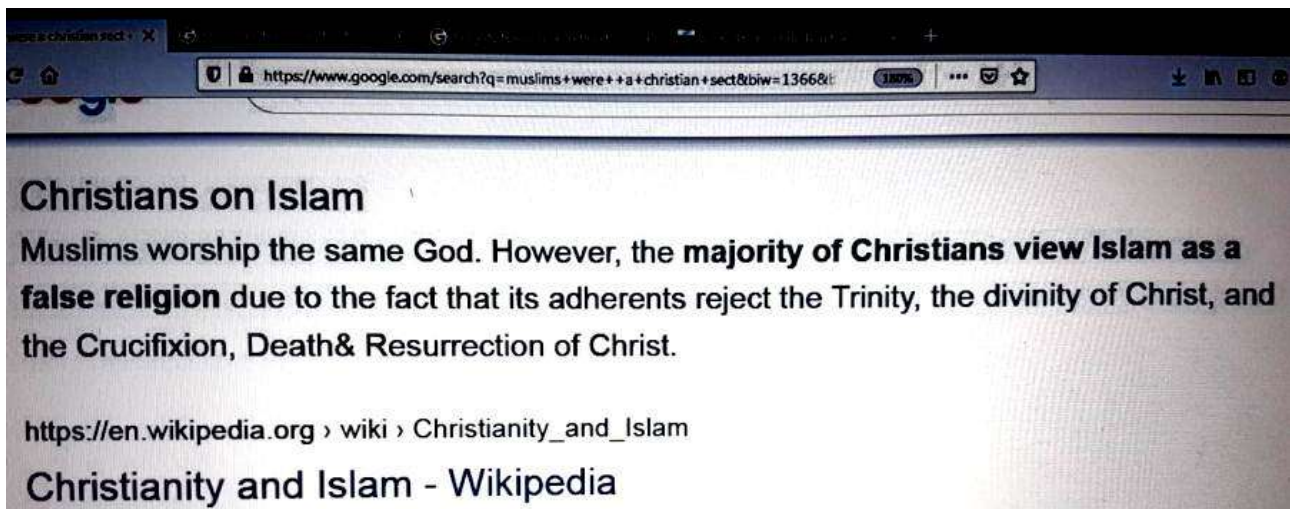 https://www.google.com/search?q=muslims+were++a+christian+sect&biw=1366&
180%
Christians on Islam
Muslims worship the same God. However, the majority of Christians view Islam as a
false religion due to the fact that its adherents reject the Trinity, the divinity of Christ, and
the Crucifixion, Death& Resurrection of Christ.
https://en.wikipedia.org › wiki › Christianity_and_Islam
Christianity and Islam - Wikipedia